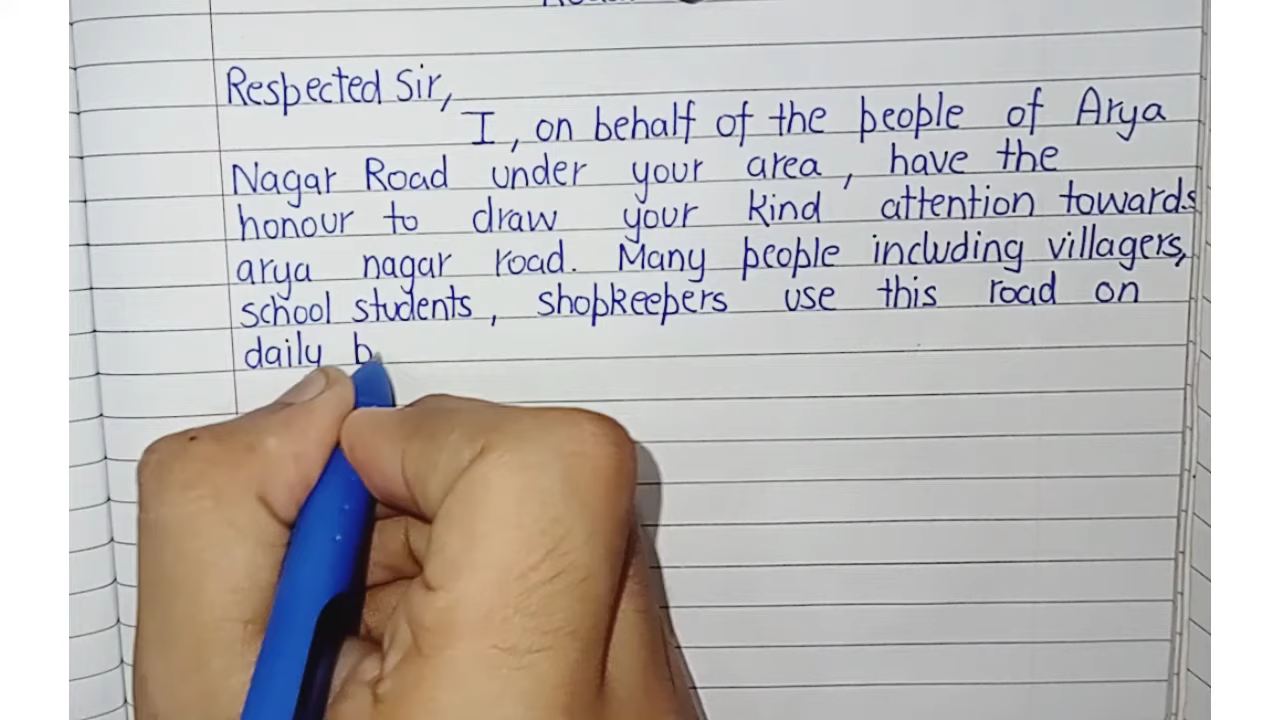 Respected Sir,
I, on behalf of the people of Arya
Nagar Road under your area, have the
honour to draw your kind attention towards
arya nagar road. Many people including villagers,
school students, shopkeepers use this road on
daily b